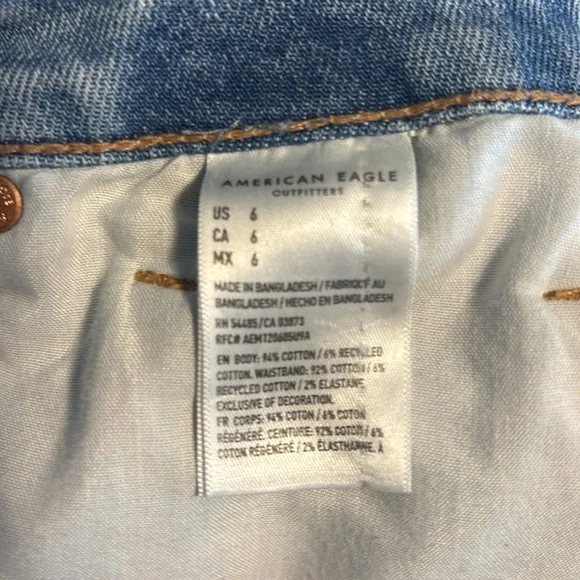 AMERICAN EAGLE
OUTFITTERS
US 6
CA 6
MX 6
MADE IN BANGLADESH / FABRIQUÉ AU
BANGLADESH / HECHO EN BANGLADESH
RN 54485/CA 03873
RFC# AEM120605U9A
EN BODY: 94% COTTON / 6% RECYCLED
COTTON. WAISTBAND: 92% COTTON / 6%
RECYCLED COTTON / 2% ELASTANE
EXCLUSIVE OF DECORATION.
FR CORPS: 94% COTON / 6% COTON
RÉGÉNÉRÉ. CEINTURE: 92% COTON / 6%
COTON RÉGÉNÉRÉ / 2% ÉLASTHANNE, À